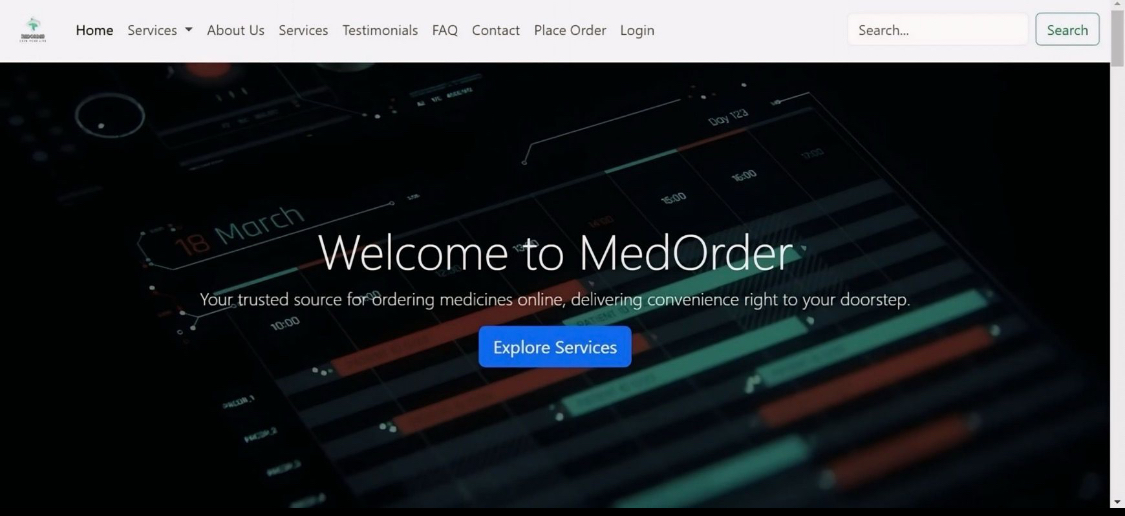 Home Services About Us Services Testimonials FAQ Contact Place Order Login Search... Search
Day 123
18 March
16:00
15:00
Welcome to MedOrder
Your trusted source for ordering medicines online, delivering convenience right to your doorstep.
10:00
Explore Services